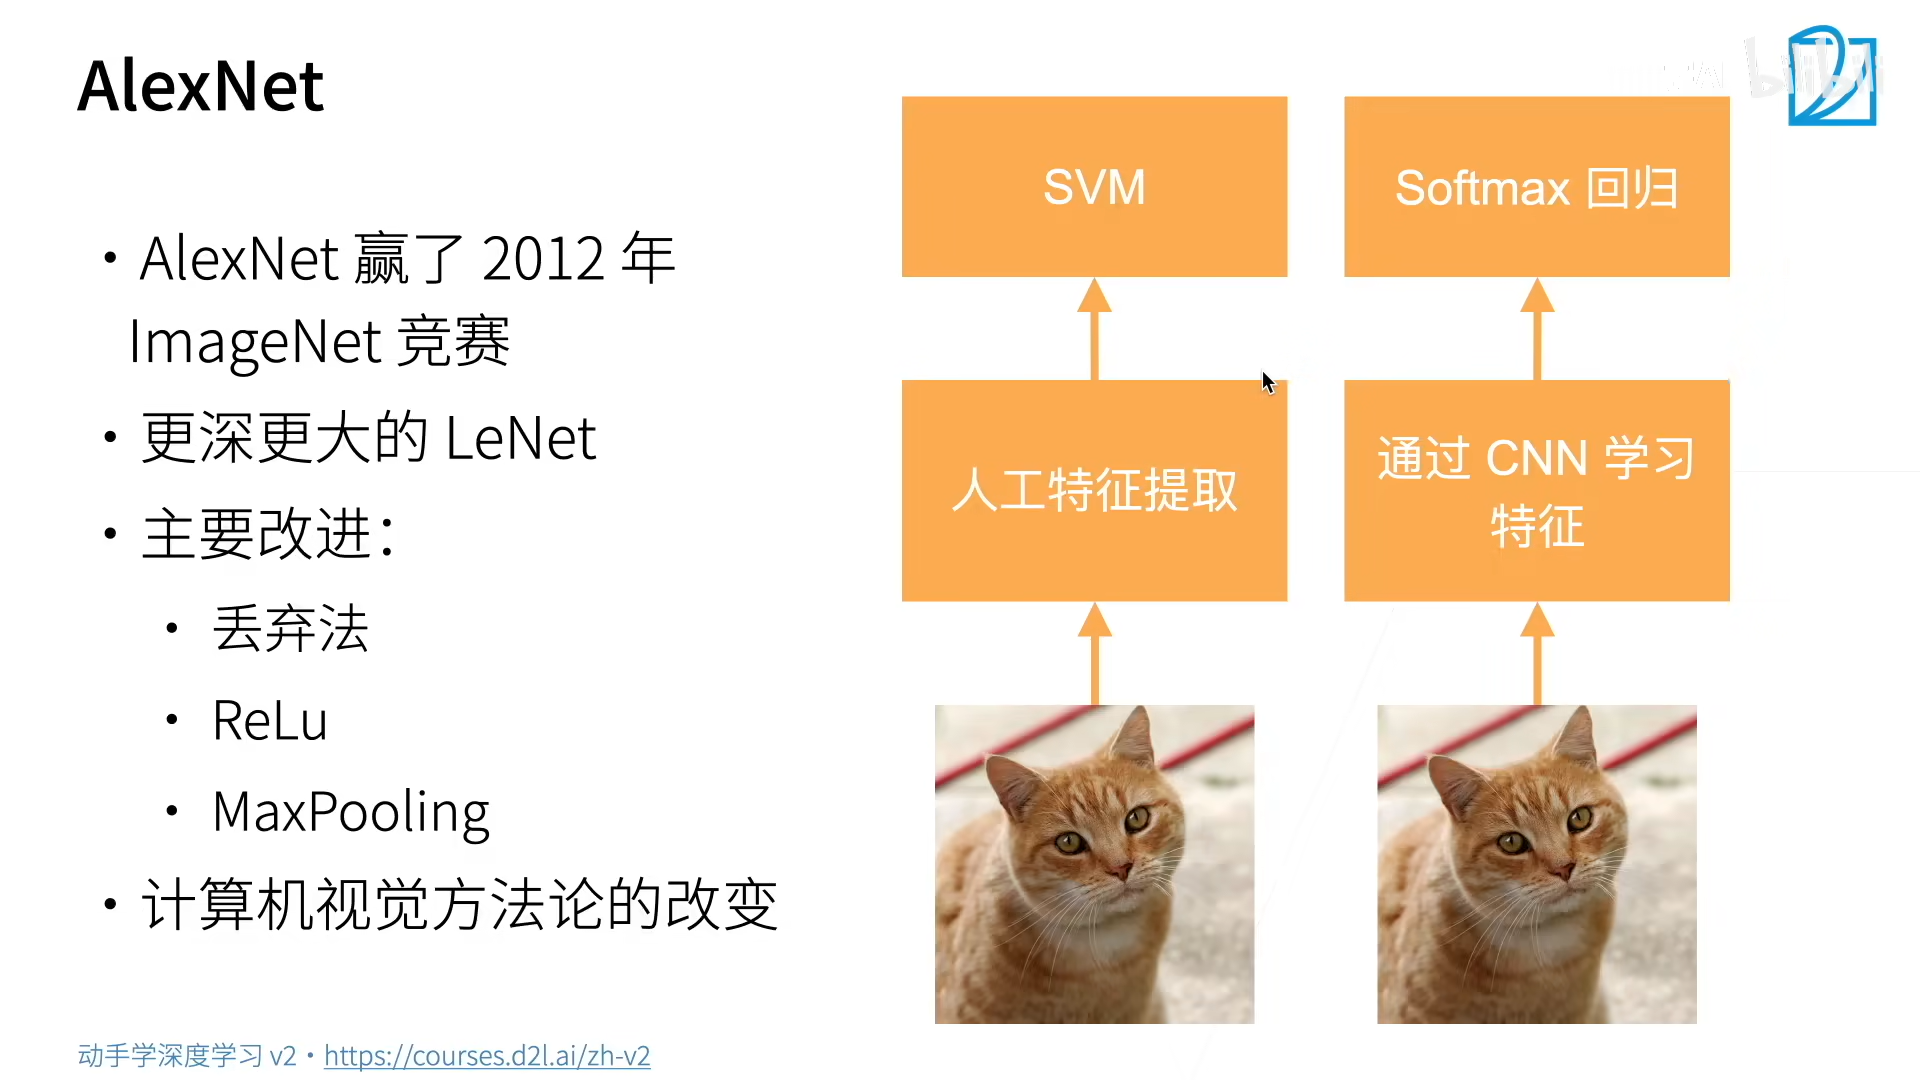 AlexNet
• AlexNet 赢了 2012 年
ImageNet 竞赛
• 更深更大的 LeNet
• 主要改进：
• 丢弃法
• ReLu
• MaxPooling
• 计算机视觉方法论的改变
SVM
人工特征提取
Softmax 回归
通过 CNN 学习
特征
bilibili
动手学深度学习 v2 • https://courses.d2l.ai/zh-v2